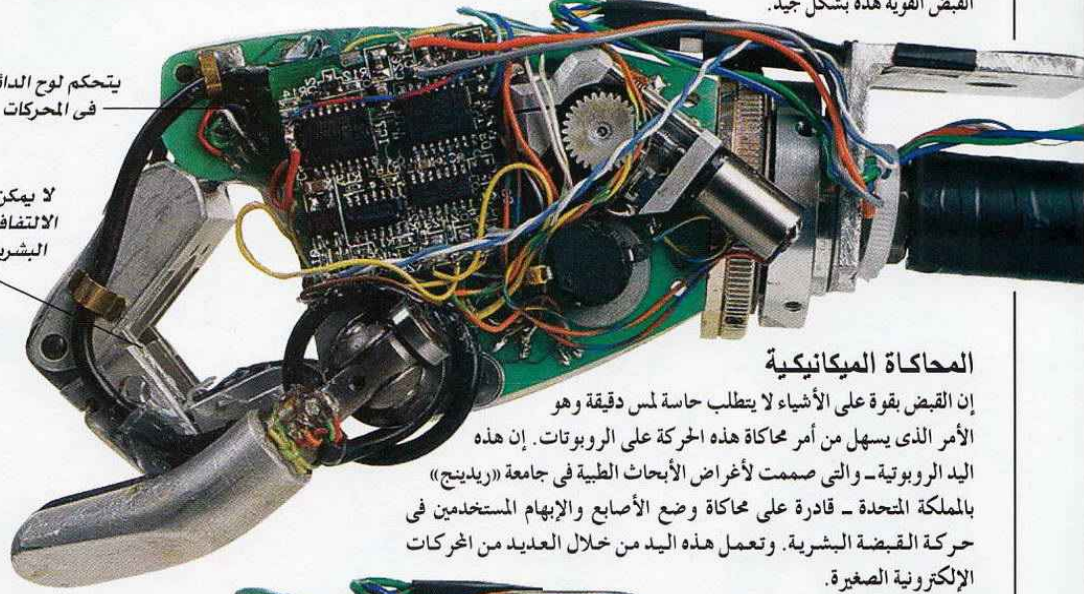 القبض القوية هذه بشكل جيد.
يتحكم لوح
فى المحركات
لا يمكن
المحاكاة الميكانيكية
إن القبض بقوة على الأشياء لا يتطلب حاسة لمس دقيقة وهو
الأمر الذى يسهل من أمر محاكاة هذه الحركة على الروبوتات. إن هذه
اليد الروبوتية ـ والتى صممت لأغراض الأبحاث الطبية فى جامعة «ريدينج»
بالمملكة المتحدة ـ قادرة على محاكاة وضع الأصابع والإبهام المستخدمين فى
حركة القبضة البشرية. وتعمل هذه اليد من خلال العديد من المحركات
الإلكترونية الصغيرة.